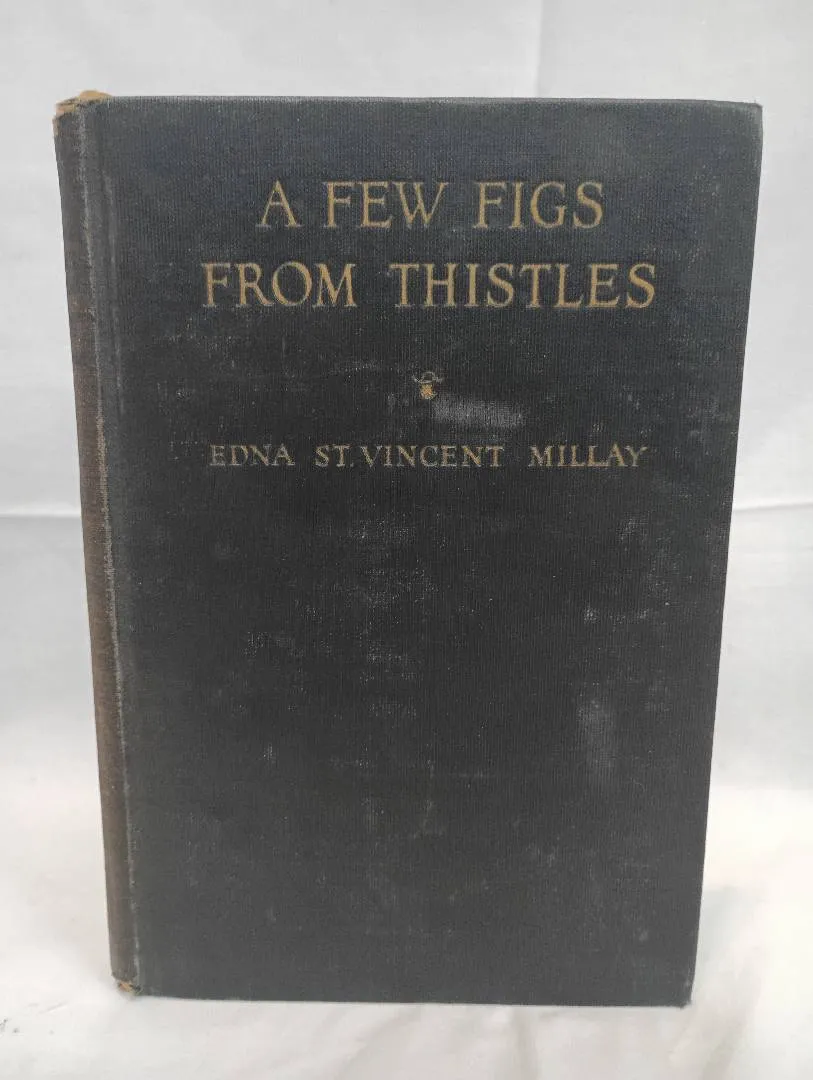 A FEW FIGS
FROM THISTLES
EDNA ST. VINCENT MILLAY